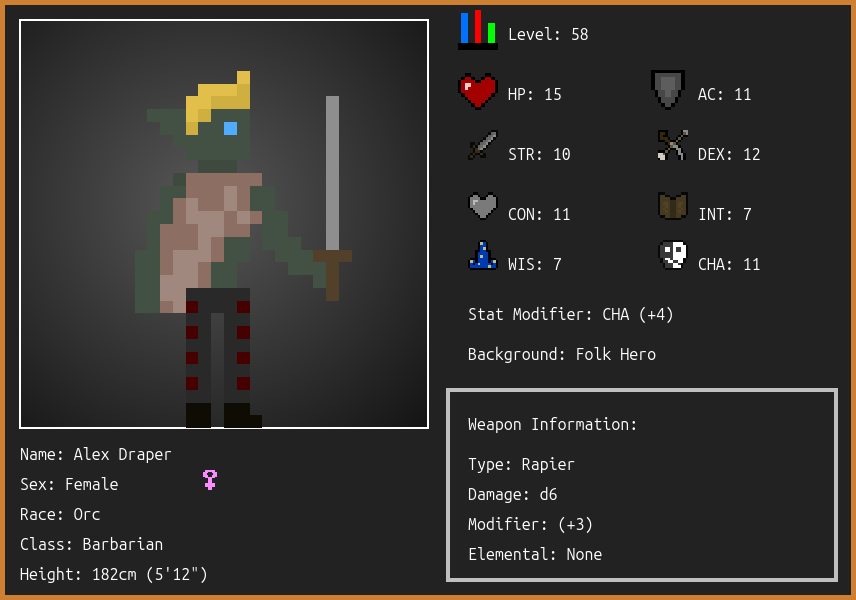 Level: 58
HP: 15
AC: 11
STR: 10
DEX: 12
CON: 11
INT: 7
WIS: 7
CHA: 11
Stat Modifier: CHA (+4)
Background: Folk Hero
Weapon Information:
Type: Rapier
Damage: d6
Modifier: (+3)
Elemental: None
Name: Alex Draper
Sex: Female
Race: Orc
Class: Barbarian
Height: 182cm (5'12")